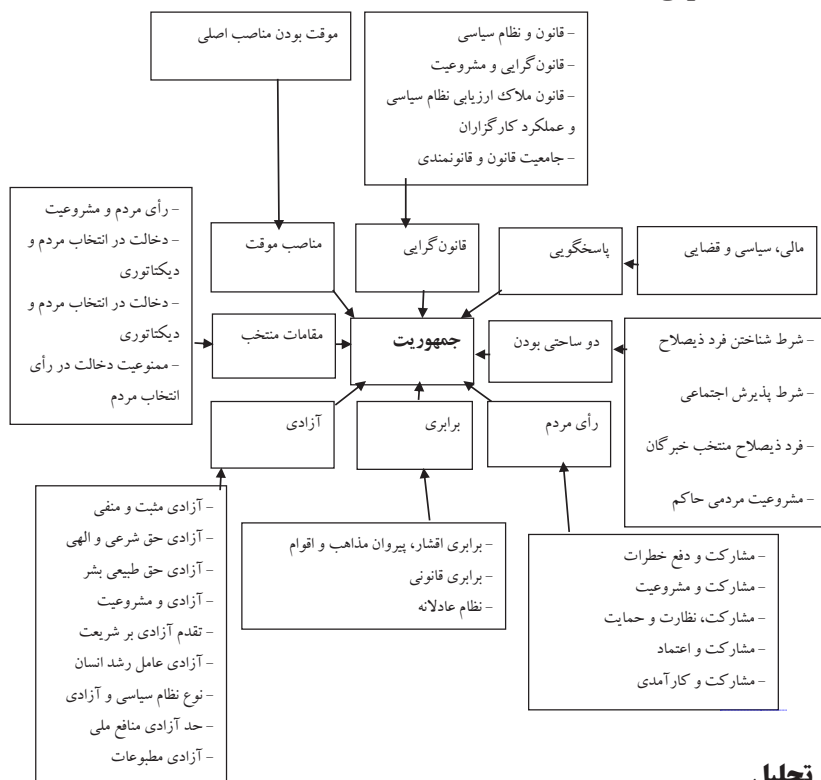 موقت بودن مناصب اصلی
– قانون و نظام سیاسی
– قانون‌گرایی و مشروعیت
– قانون ملاک ارزیابی نظام سیاسی
و عملکرد کارگزاران
– جامعیت قانون و قانونمندی
– رأی مردم و مشروعیت
– دخالت در انتخاب مردم و
دیکتاتوری
– دخالت در انتخاب مردم و
دیکتاتوری
– ممنوعیت دخالت در رأی
انتخاب مردم
مالی، سیاسی و قضایی
پاسخگویی
قانون‌گرایی
مناصب موقت
– شرط شناختن فرد ذیصلاح
– شرط پذیرش اجتماعی
– فرد ذیصلاح منتخب خبرگان
– مشروعیت مردمی حاکم
دو ساحتی بودن
جمهوریت
مقامات منتخب
رأی مردم
برابری
آزادی
– مشارکت و دفع خطرات
– مشارکت و مشروعیت
– مشارکت، نظارت و حمایت
– مشارکت و اعتماد
– مشارکت و کارآمدی
– برابری اقشار، پیروان مذاهب و اقوام
– برابری قانونی
– نظام عادلانه
– آزادی مثبت و منفی
– آزادی حق شرعی و الهی
– آزادی حق طبیعی بشر
– آزادی و مشروعیت
– تقدم آزادی بر شریعت
– آزادی عامل رشد انسان
– نوع نظام سیاسی و آزادی
– حد آزادی منافع ملی
– آزادی مطبوعات
تحلیل